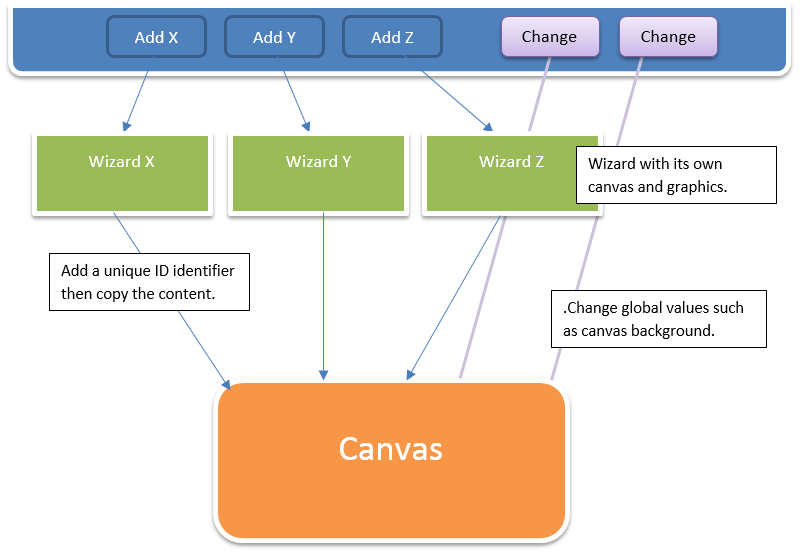 Add X
Add Y
Add Z
Change
Change
Wizard X
Wizard Y
Wizard Z
Wizard with its own
canvas and graphics.
Add a unique ID identifier
then copy the content.
.Change global values such
as canvas background.
Canvas